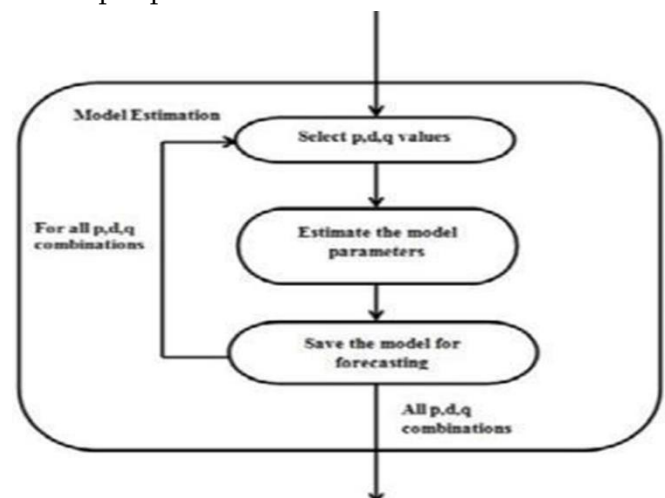 Model Estimation
Select p,d,q values
For all p,d,q
combinations
Estimate the model
parameters
Save the model for
forecasting
All p,d,q
combinations